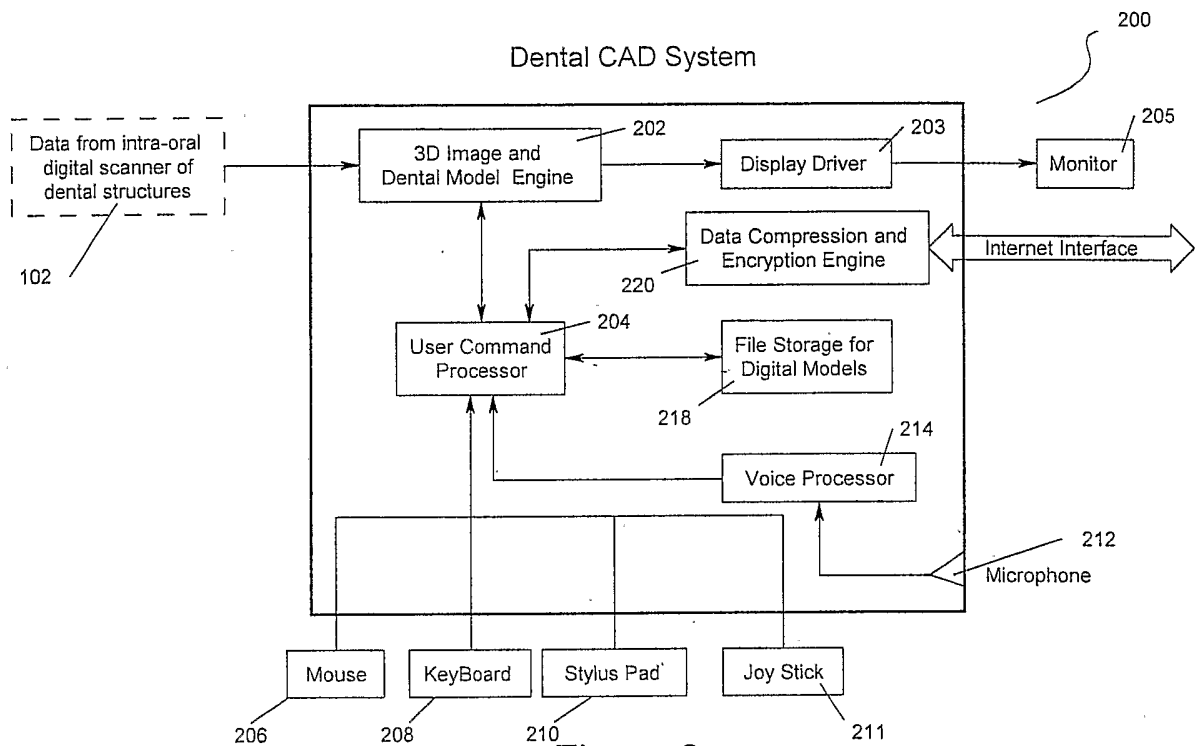 200
Dental CAD System
Data from intra-oral
digital scanner of
dental structures
102
202
3D Image and
Dental Model Engine
203
Display Driver
205
Monitor
Data Compression and
Encryption Engine
220
Internet Interface
204
User Command
Processor
File Storage for
Digital Models
218
214
Voice Processor
212
Microphone
Mouse
KeyBoard
Stylus Pad
Joy Stick
206
208
210
211